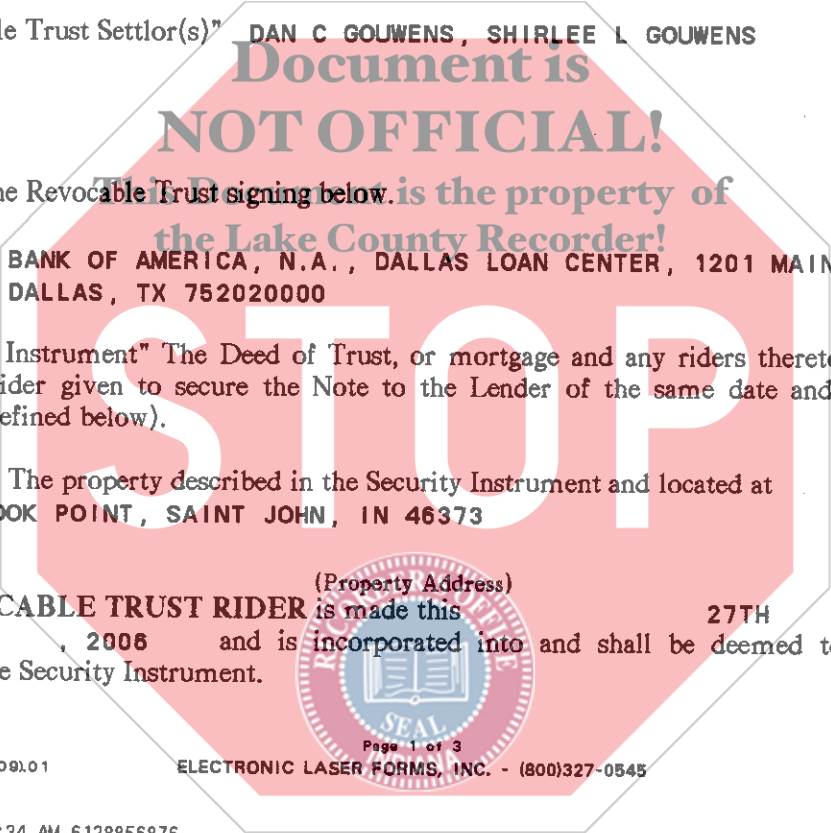 le Trust Settlor(s)" DAN C GOUWENS, SHIRLEE L GOUWENS
Document is
NOT OFFICIAL!
This Document is the property of
the Lake County Recorder!
he Revocable Trust signing below.
BANK OF AMERICA, N.A., DALLAS LOAN CENTER, 1201 MAIN
DALLAS, TX 752020000
Instrument" The Deed of Trust, or mortgage and any riders thereto
ider given to secure the Note to the Lender of the same date and
efined below).
STOP
The property described in the Security Instrument and located at
OOK POINT, SAINT JOHN, IN 46373
(Property Address)
CABLE TRUST RIDER is made this 27TH
, 2006 and is incorporated into and shall be deemed to
e Security Instrument.
RECORDER'S OFFICE
SEAL
INDIANA
Page 1 of 3
09).01 ELECTRONIC LASER FORMS, INC. - (800)327-0545
:34 AM 6128956876